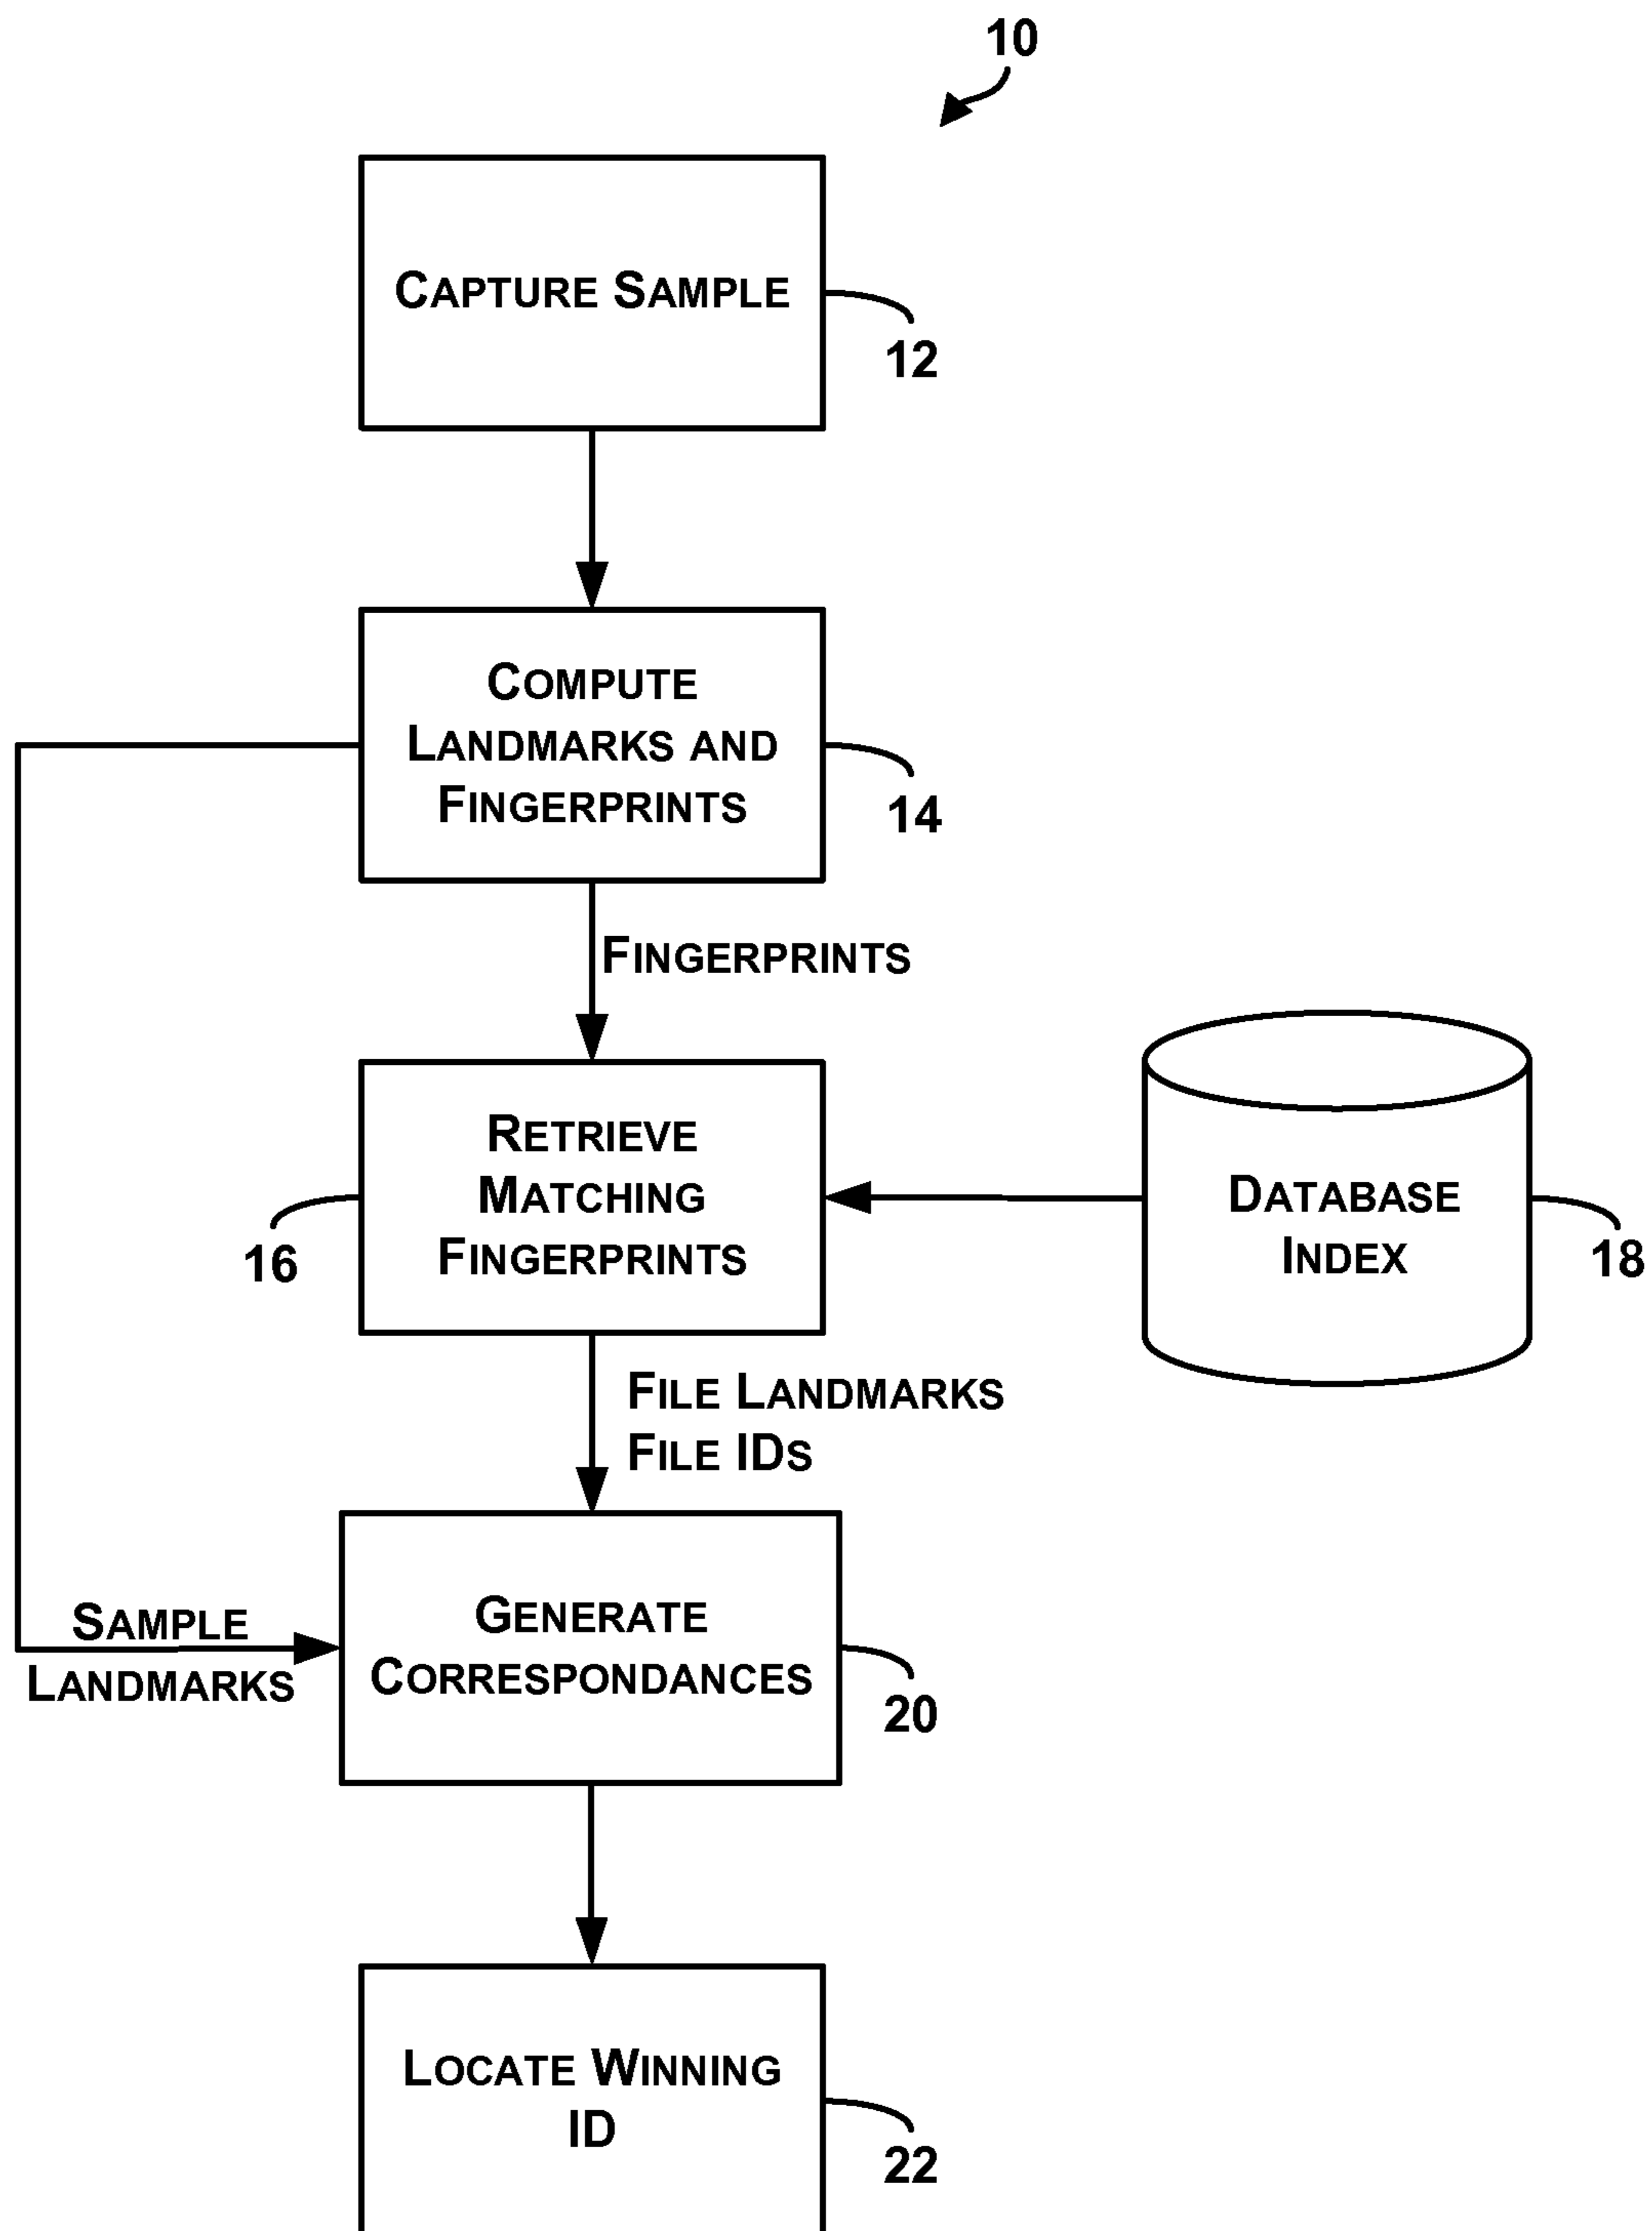 10
CAPTURE SAMPLE
12
COMPUTE
LANDMARKS AND
FINGERPRINTS
14
FINGERPRINTS
RETRIEVE
MATCHING
FINGERPRINTS
16
DATABASE
INDEX
18
FILE LANDMARKS
FILE IDS
SAMPLE
LANDMARKS
GENERATE
CORRESPONDANCES
20
LOCATE WINNING
ID
22